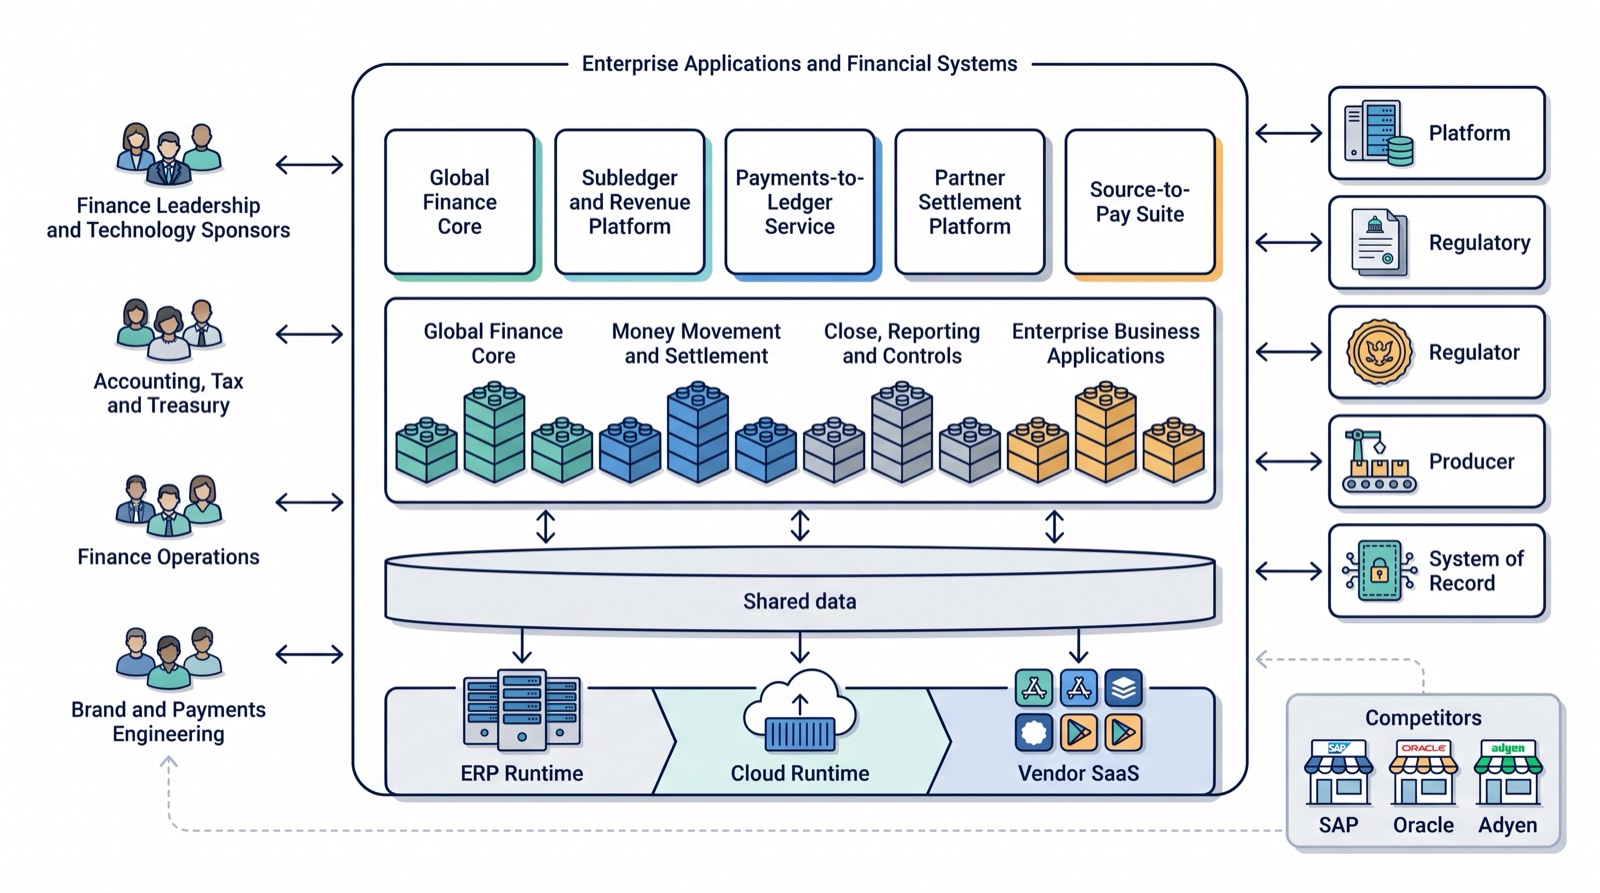 Enterprise Applications and Financial Systems
Finance Leadership
and Technology Sponsors
Accounting, Tax
and Treasury
Finance Operations
Brand and Payments
Engineering
Global
Finance
Core
Subledger
and Revenue
Platform
Payments-to-
Ledger
Service
Partner
Settlement
Platform
Source-to-
Pay Suite
Global Finance
Core
Money Movement
and Settlement
Close, Reporting
and Controls
Enterprise Business
Applications
Shared data
ERP Runtime
Cloud Runtime
Vendor SaaS
Platform
Regulatory
Regulator
Producer
System of
Record
Competitors
SAP
ORACLE
adyen
SAP
Oracle
Adyen